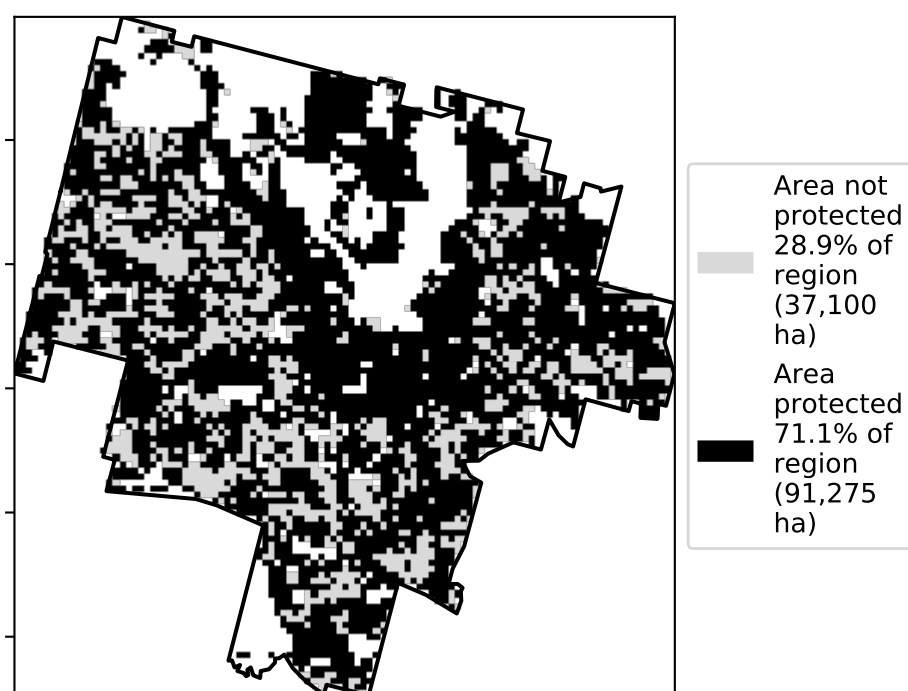 Area not
protected
28.9% of
region
(37,100
ha)
Area
protected
71.1% of
region
(91,275
ha)